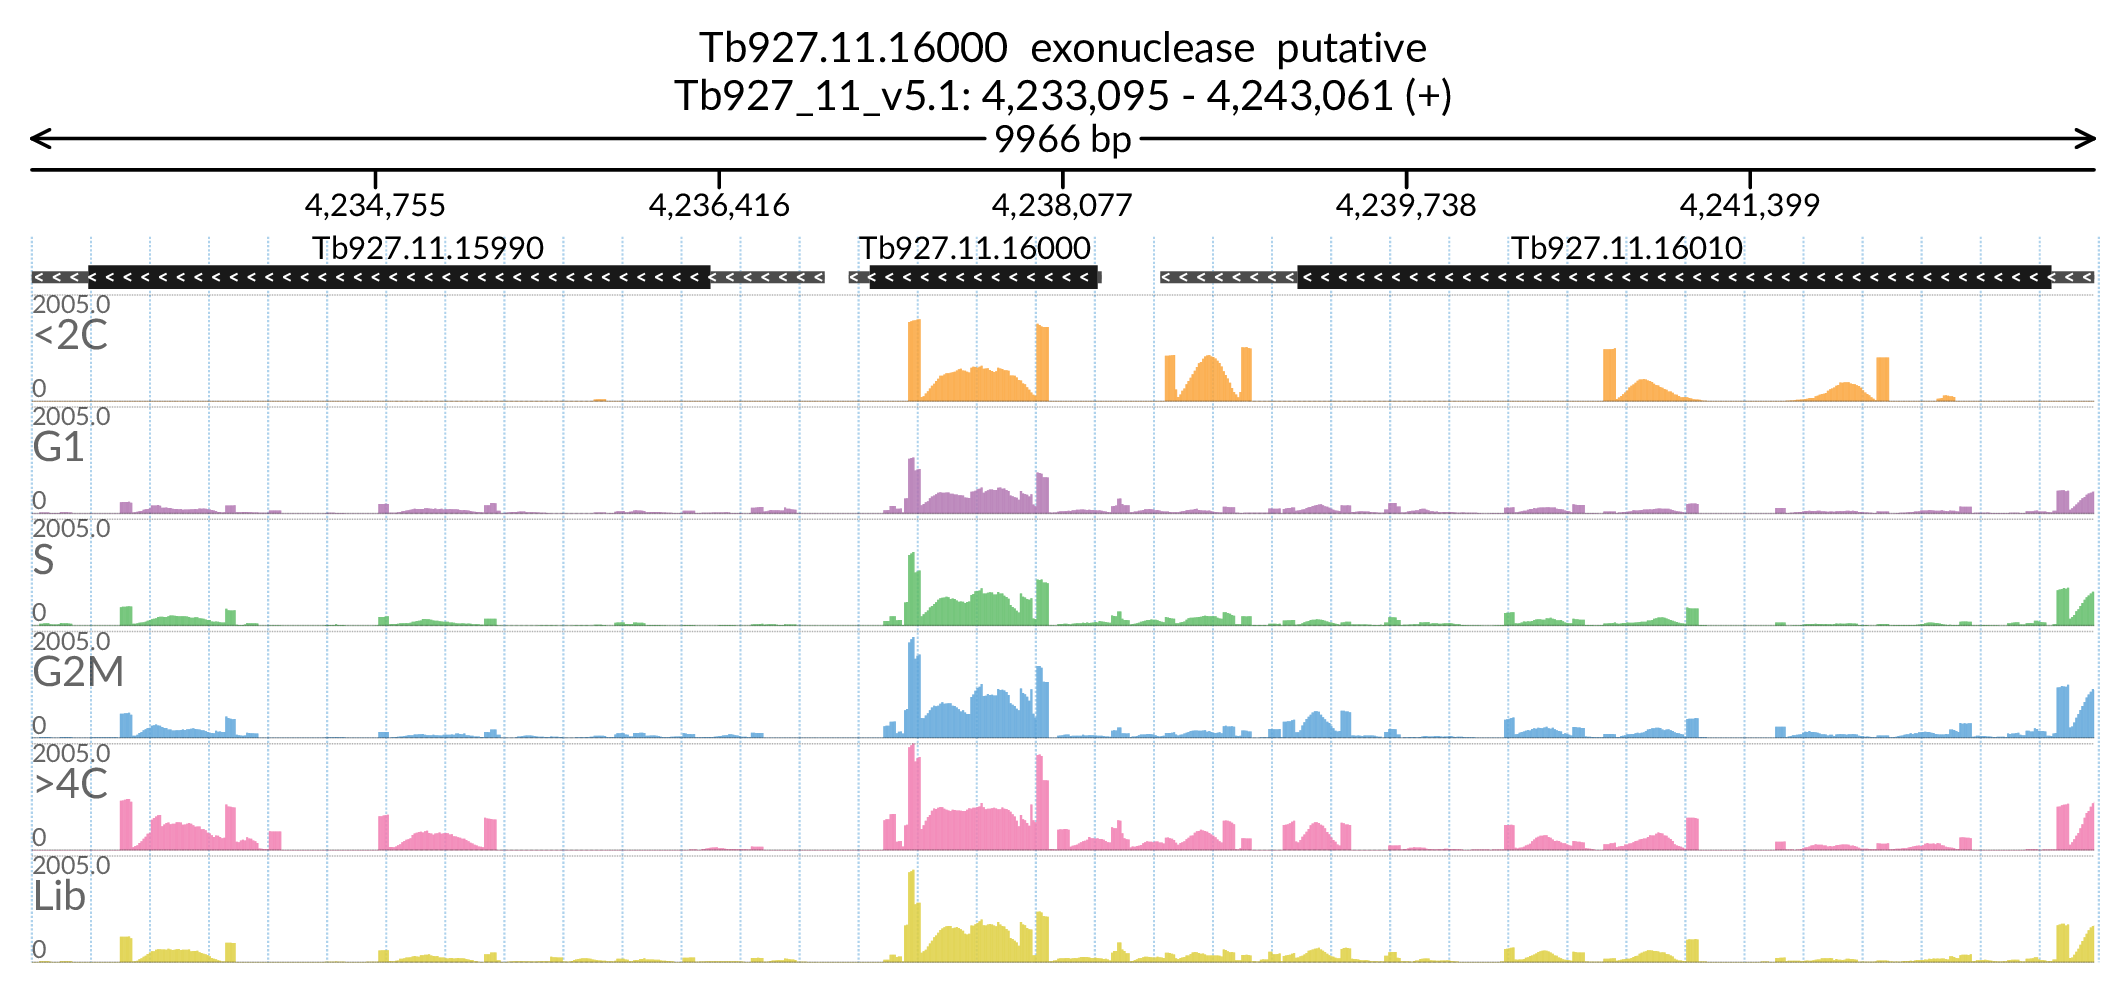 Tb927.11.16000 exonuclease putative
Tb927_11_v5.1: 4,233,095 - 4,243,061 (+)
9966 bp
4,234,755 4,236,416 4,238,077 4,239,738 4,241,399
Tb927.11.15990 Tb927.11.16000 Tb927.11.16010
2005.0
<2C
0
2005.0
G1
0
2005.0
S
0
2005.0
G2M
0
2005.0
>4C
0
2005.0
Lib
0